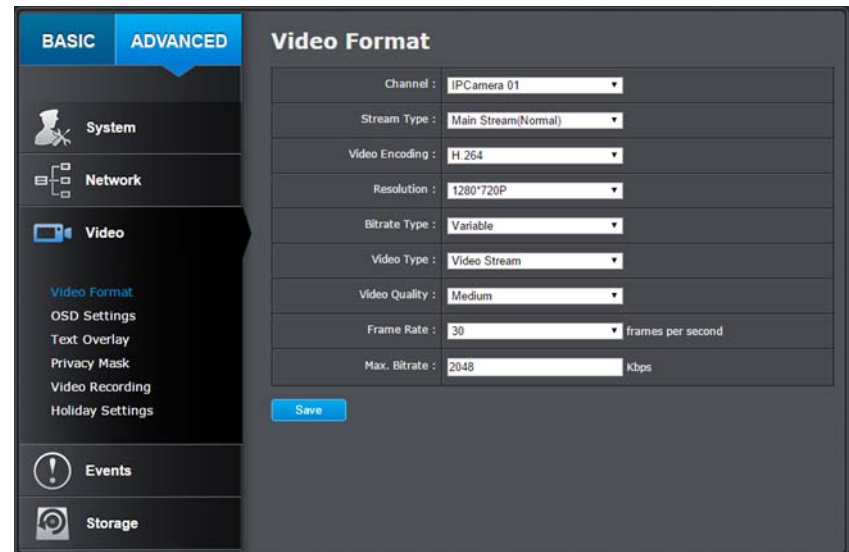 BASIC
ADVANCED
System
Network
Video
Video Format
OSD Settings
Text Overlay
Privacy Mask
Video Recording
Holiday Settings
Events
Storage
Video Format
Channel : IPCamera 01
Stream Type : Main Stream(Normal)
Video Encoding : H.264
Resolution : 1280*720P
Bitrate Type : Variable
Video Type : Video Stream
Video Quality : Medium
Frame Rate : 30 frames per second
Max. Bitrate : 2048 Kbps
Save